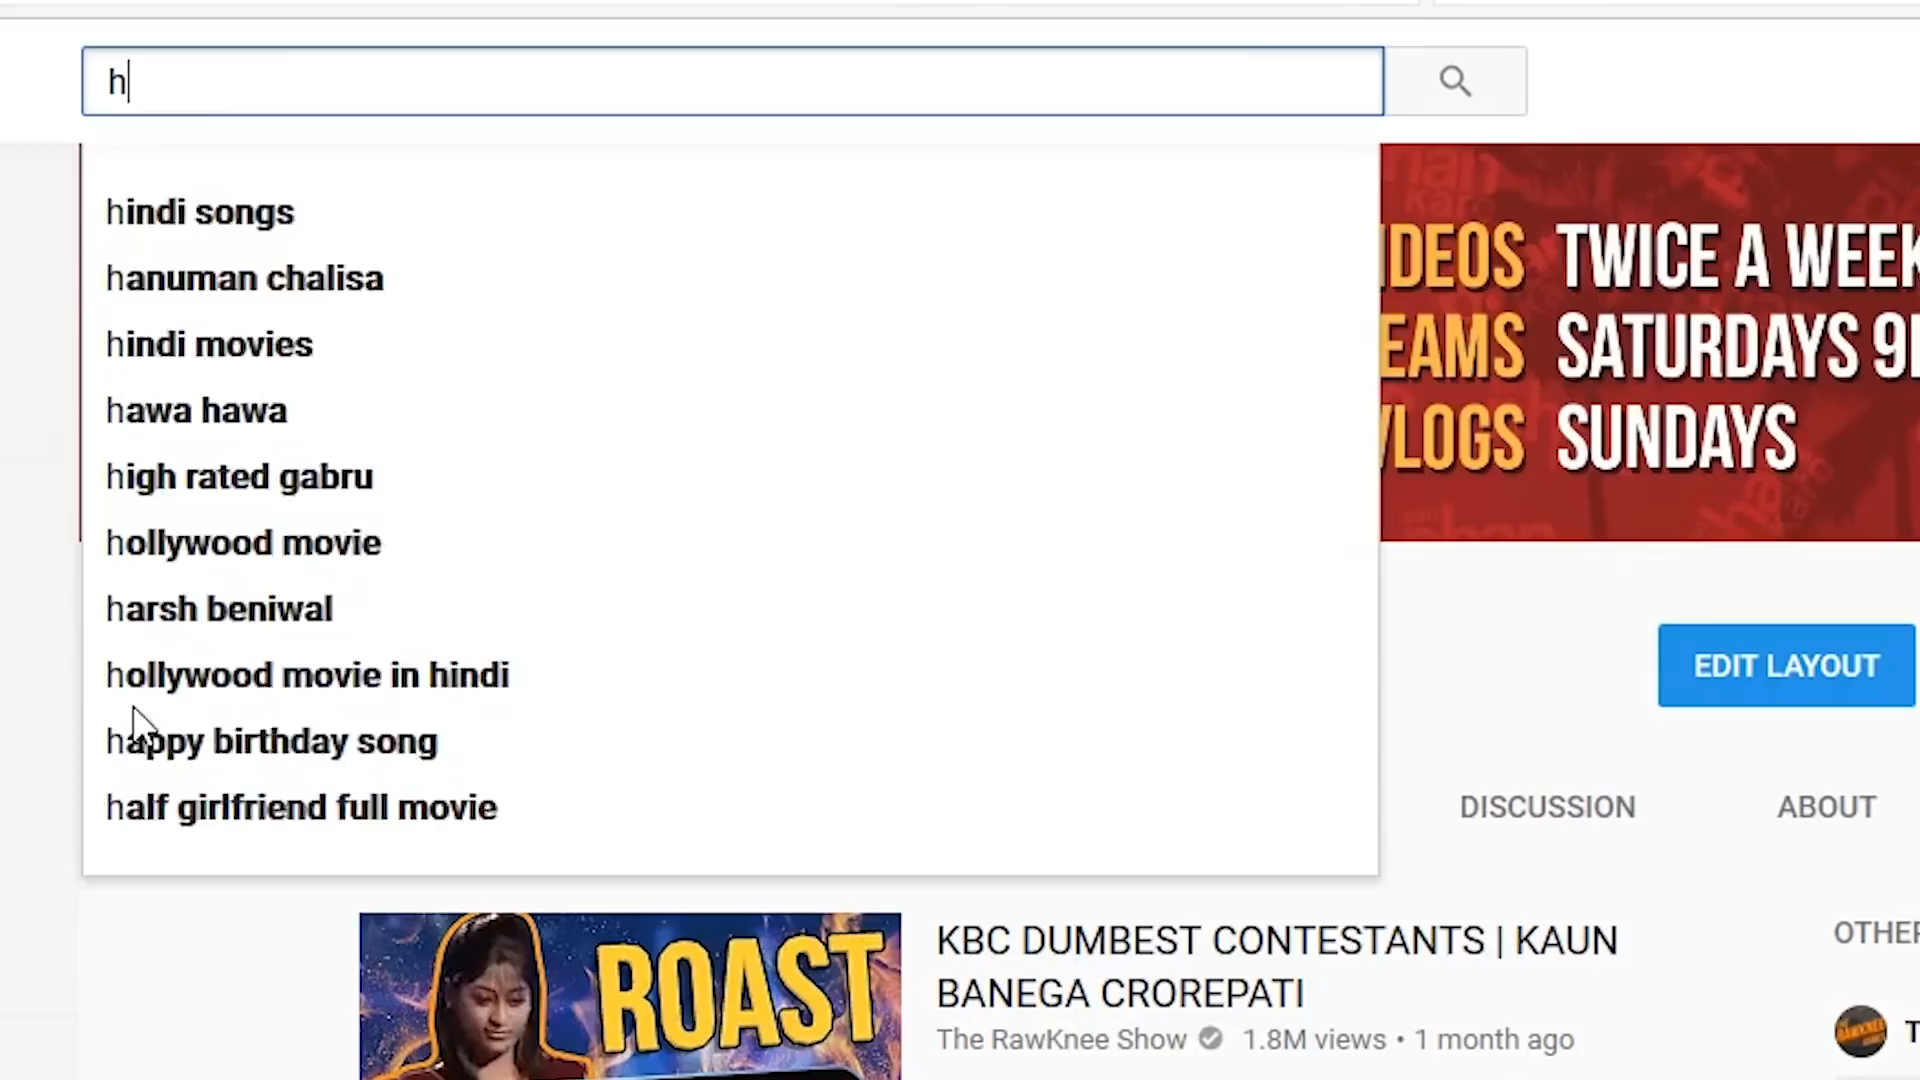 h
hindi songs
hanuman chalisa
hindi movies
hawa hawa
high rated gabru
hollywood movie
harsh beniwal
hollywood movie in hindi
happy birthday song
half girlfriend full movie
IDEOS TWICE A WEEK
EAMS SATURDAYS 9
VLOGS SUNDAYS
EDIT LAYOUT
DISCUSSION ABOUT
ROAST
KBC DUMBEST CONTESTANTS | KAUN
BANEGA CROREPATI
The RawKnee Show 1.8M views • 1 month ago
OTHER
T